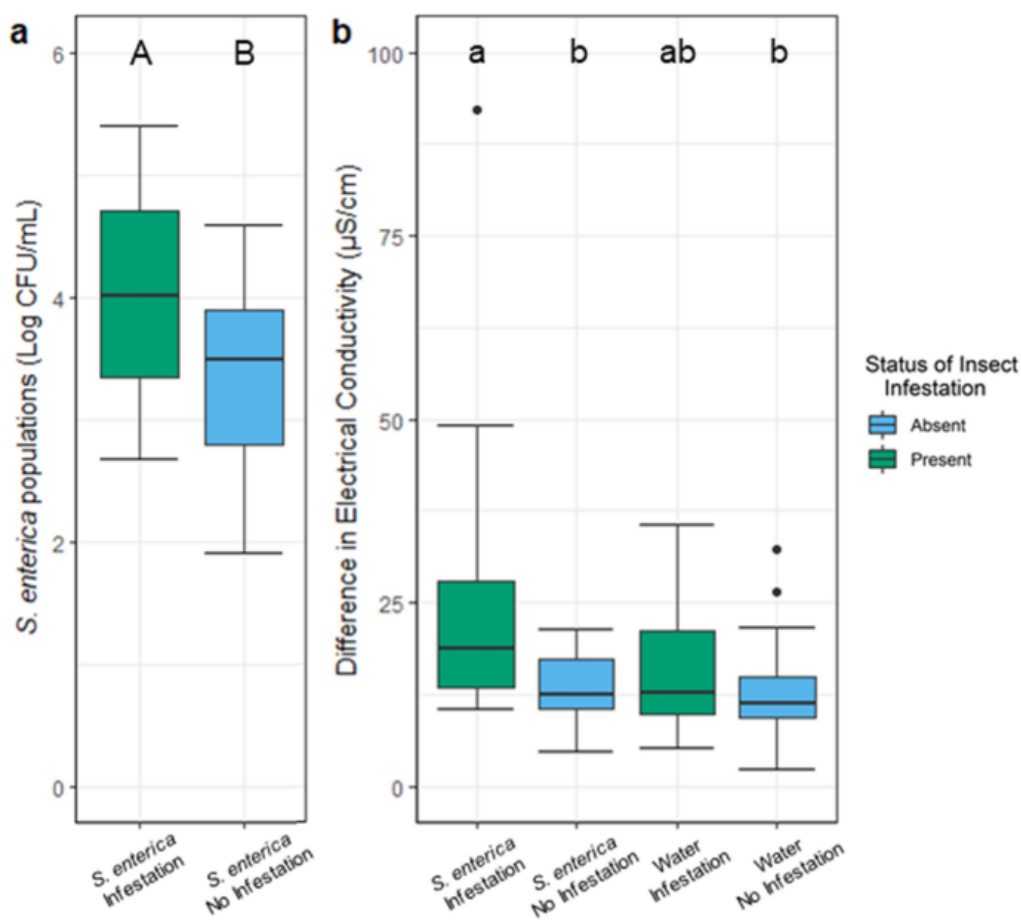 a
A
B
6
4
2
0
S. enterica populations (Log CFU/mL)
S. enterica
Infestation
S. enterica
No Infestation
b
a
b
ab
b
100
75
50
25
0
Difference in Electrical Conductivity (µS/cm)
S. enterica
Infestation
S. enterica
No Infestation
Water
Infestation
Water
No Infestation
Status of Insect
Infestation
Absent
Present